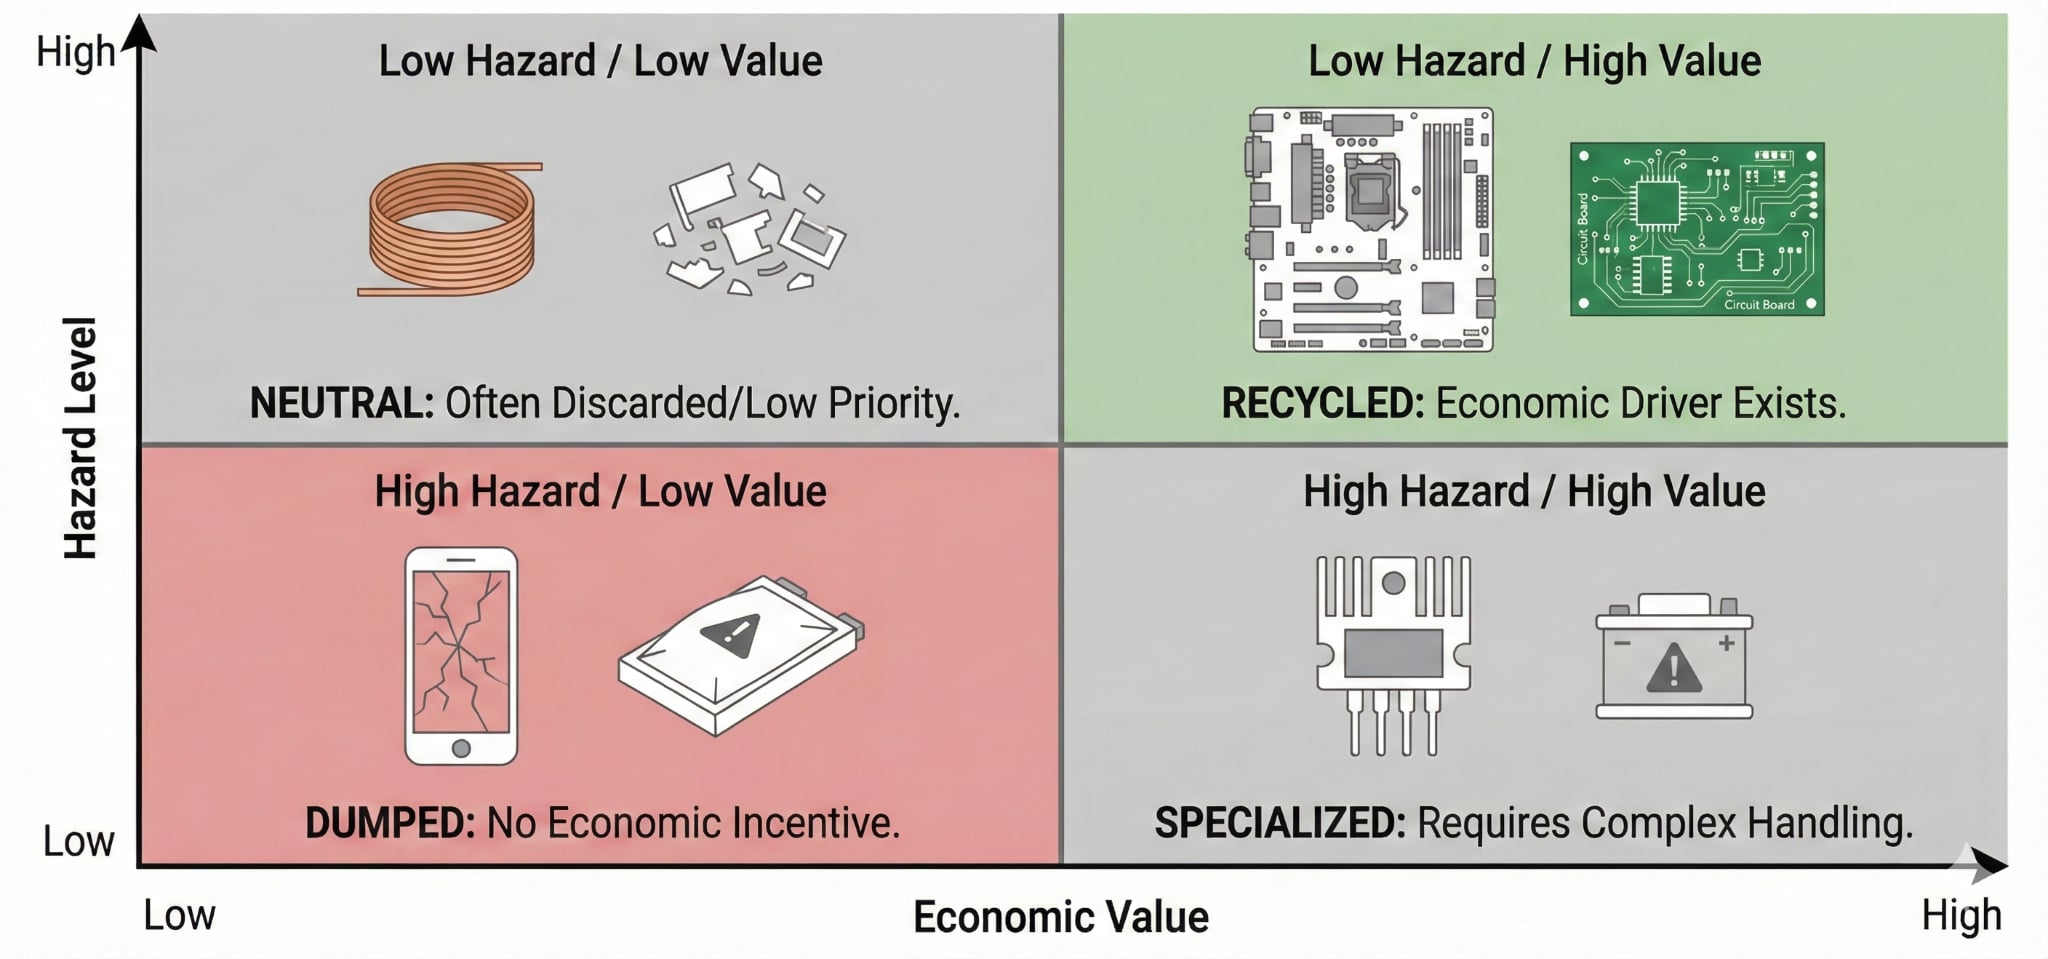 High
Low Hazard / Low Value
Low Hazard / High Value
Circuit Board
Circuit Board
NEUTRAL: Often Discarded/Low Priority.
RECYCLED: Economic Driver Exists.
Hazard Level
High Hazard / Low Value
High Hazard / High Value
!
- +
!
DUMPED: No Economic Incentive.
SPECIALIZED: Requires Complex Handling.
Low
Low
Economic Value
High